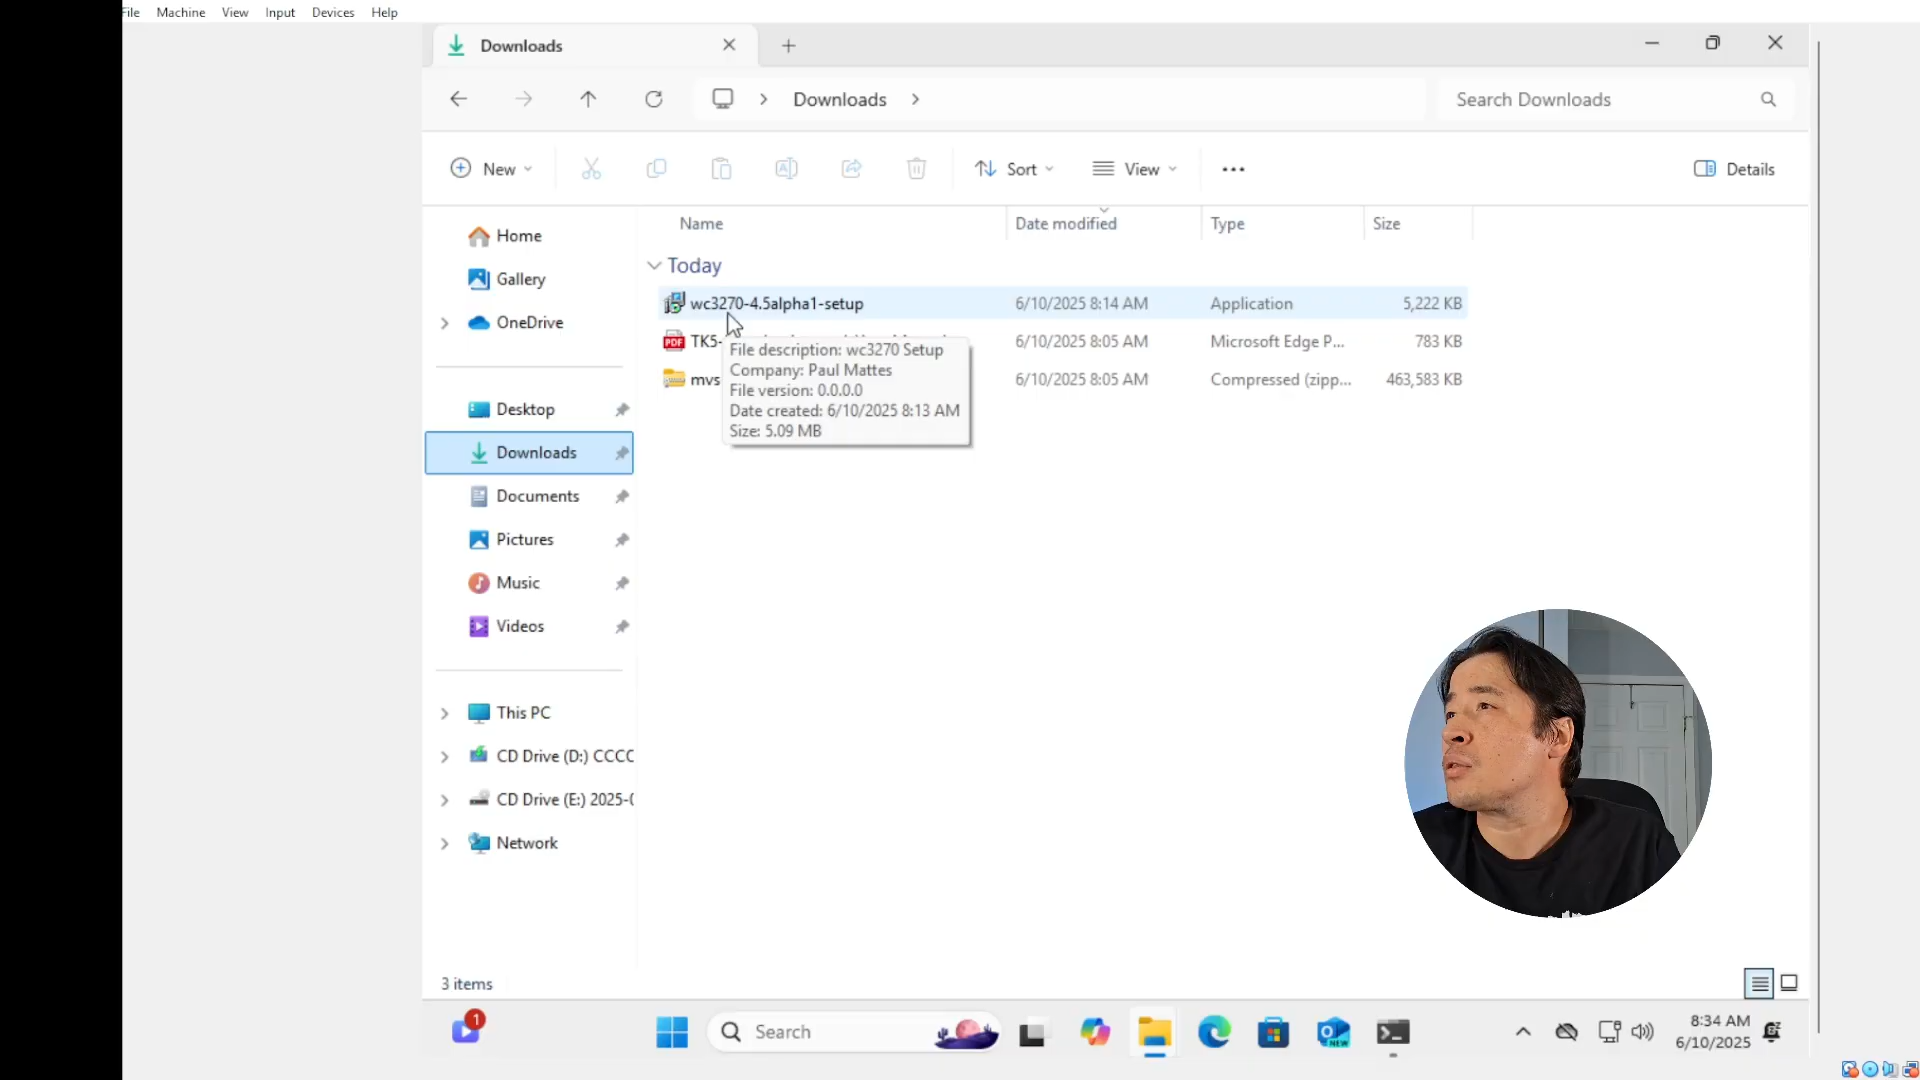 File Machine View Input Devices Help
Downloads
Downloads
Search Downloads
New
Sort
View
Details
Name Date modified Type Size
Today
wc3270-4.5alpha1-setup 6/10/2025 8:14 AM Application 5,222 KB
TK5- 6/10/2025 8:05 AM Microsoft Edge P... 783 KB
mvs 6/10/2025 8:05 AM Compressed (zipp... 463,583 KB
File description: wc3270 Setup
Company: Paul Mattes
File version: 0.0.0.0
Date created: 6/10/2025 8:13 AM
Size: 5.09 MB
Home
Gallery
OneDrive
Desktop
Downloads
Documents
Pictures
Music
Videos
This PC
CD Drive (D:) CCCC
CD Drive (E:) 2025-0
Network
3 items
1
Search
NEW
8:34 AM
6/10/2025